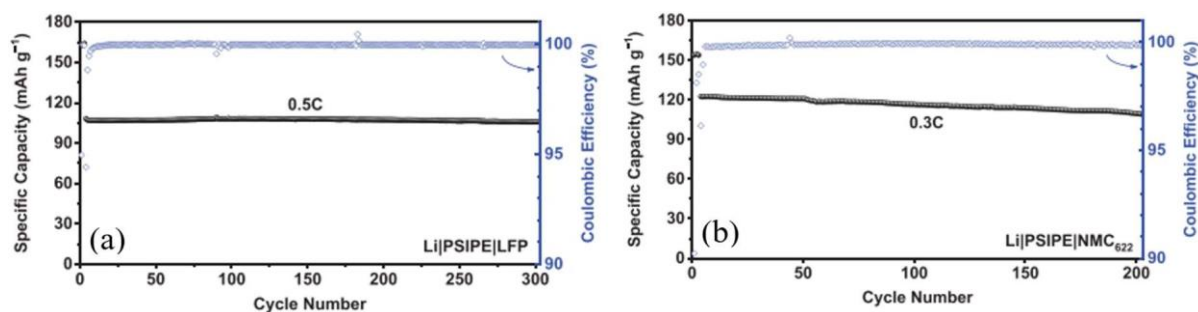 Specific Capacity (mAh g⁻¹)
180
150
120
90
60
30
0
0.5C
(a)
Li|PSIPE|LFP
0
50
100
150
200
250
300
Cycle Number
100
95
90
Coulombic Efficiency (%)
Specific Capacity (mAh g⁻¹)
180
150
120
90
60
30
0
0.3C
(b)
Li|PSIPE|NMC₆₂₂
0
50
100
150
200
Cycle Number
100
95
90
Coulombic Efficiency (%)